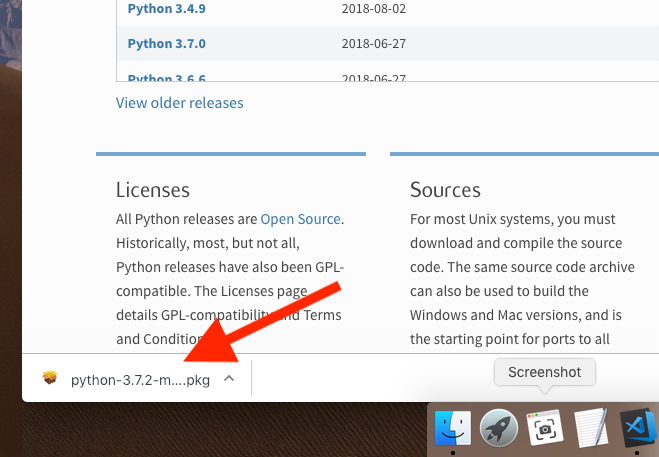 Python 3.4.9 2018-08-02
Python 3.7.0 2018-06-27
Python 3.6.6 2018-06-27
View older releases
Licenses
All Python releases are Open Source.
Historically, most, but not all,
Python releases have also been GPL-
compatible. The Licenses page
details GPL-compatibility and Terms
and Condition
Sources
For most Unix systems, you must
download and compile the source
code. The same source code archive
can also be used to build the
Windows and Mac versions, and is
the starting point for ports to all
python-3.7.2-m....pkg
Screenshot